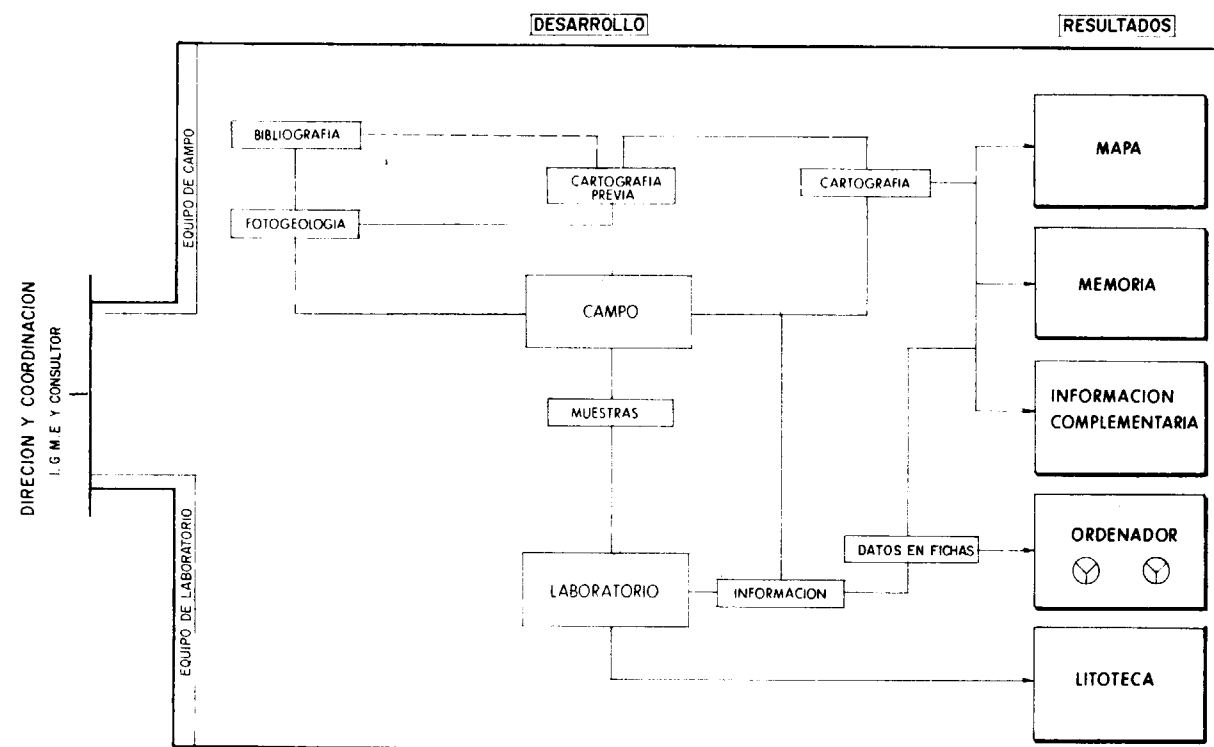 DESARROLLO
RESULTADOS
EQUIPO DE CAMPO
BIBLIOGRAFIA
FOTOGEOLOGIA
CARTOGRAFIA
PREVIA
CARTOGRAFIA
MAPA
MEMORIA
CAMPO
DIRECION Y COORDINACION
I.G M.E Y CONSULTOR
MUESTRAS
INFORMACION
COMPLEMENTARIA
EQUIPO DE LABORATORIO
LABORATORIO
INFORMACION
DATOS EN FICHAS
ORDENADOR
LITOTECA